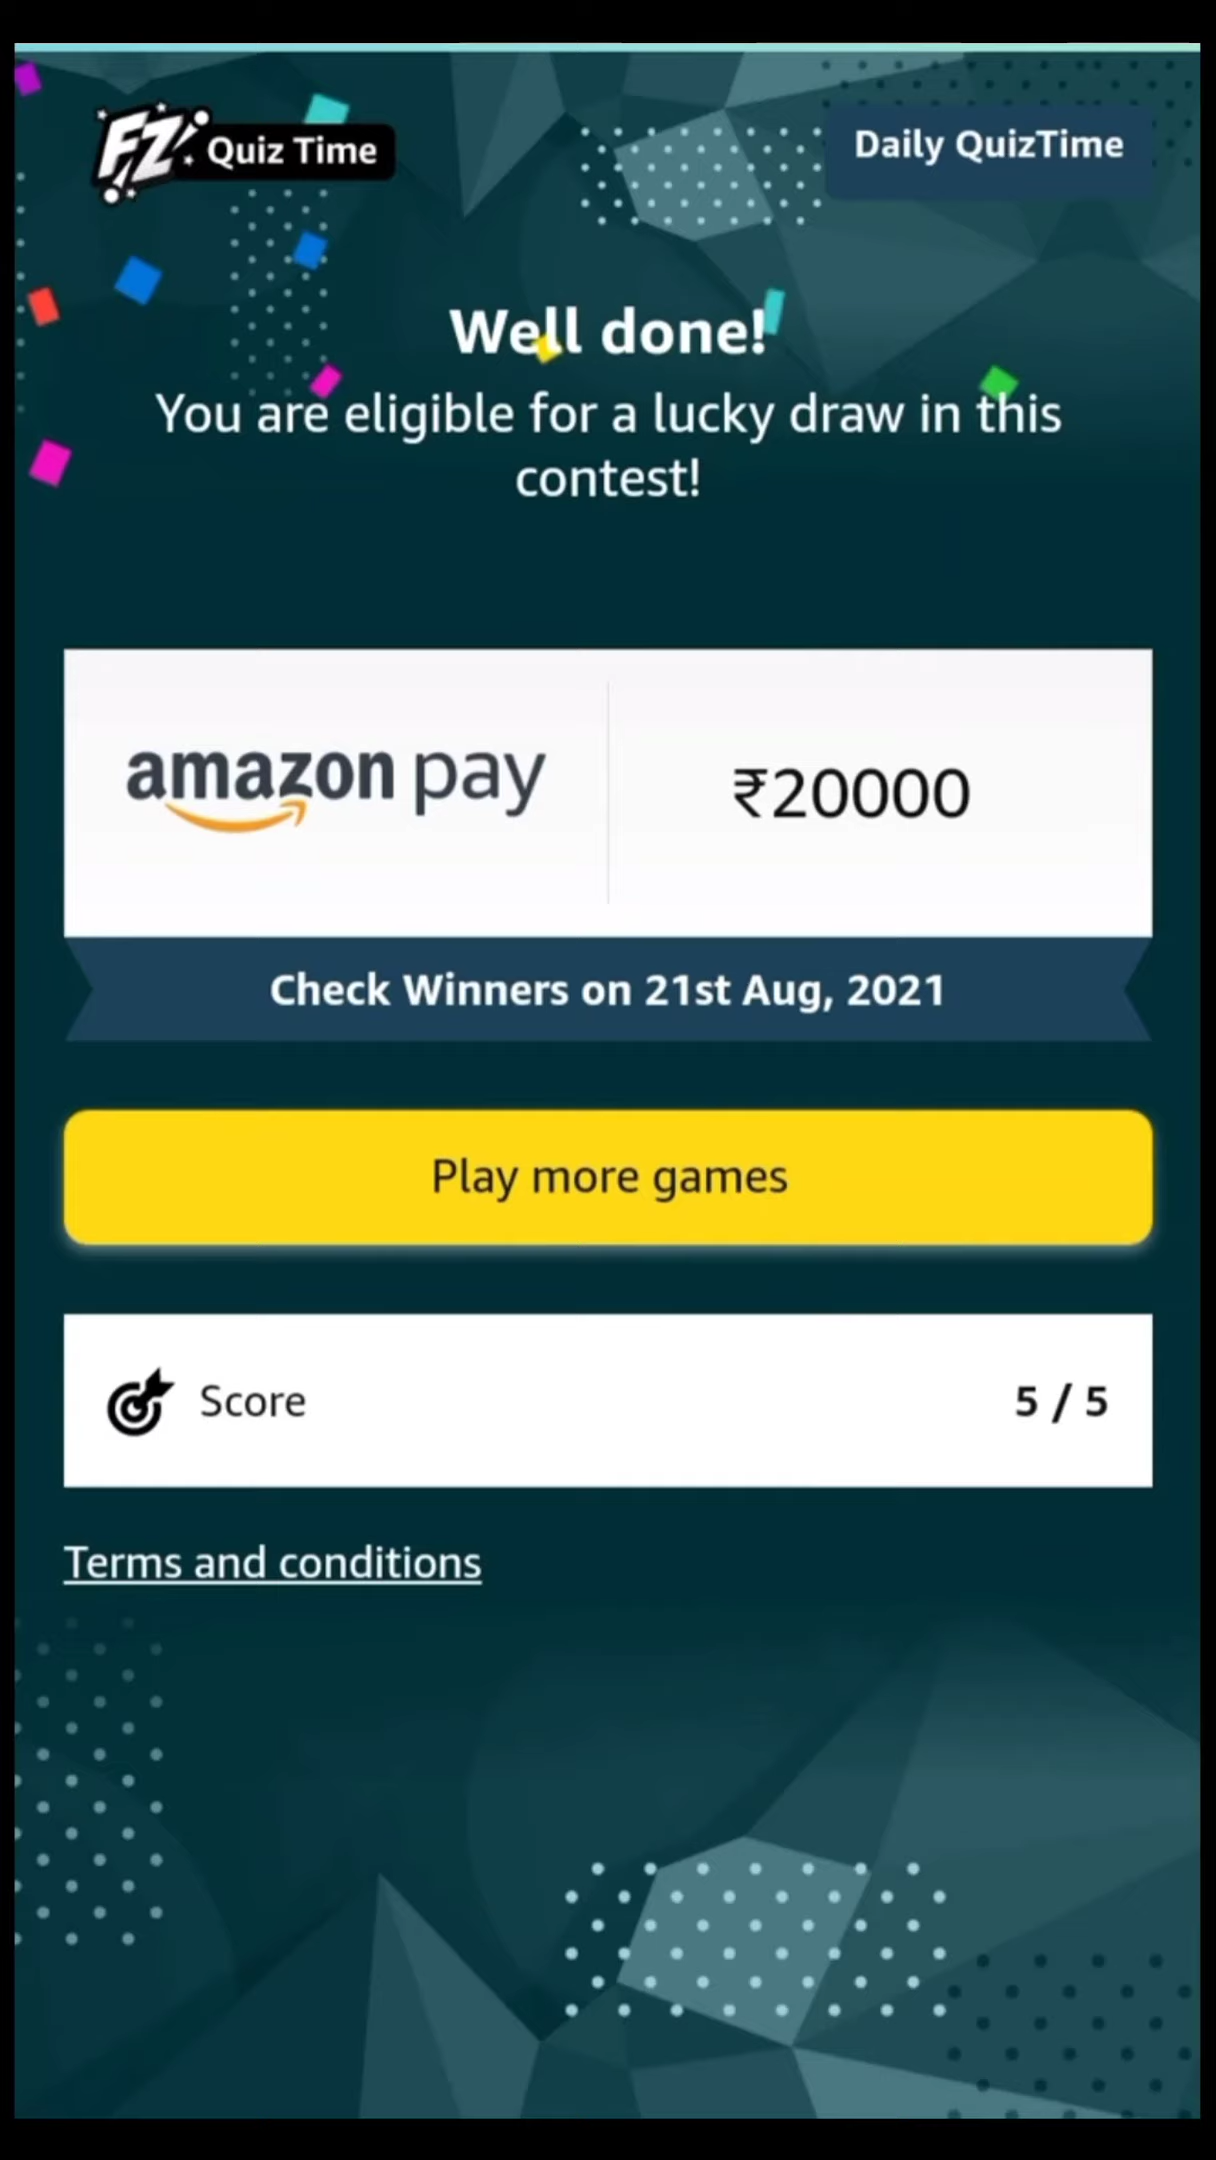 FZ Quiz Time
Daily QuizTime
Well done!
You are eligible for a lucky draw in this
contest!
amazon pay
₹20000
Check Winners on 21st Aug, 2021
Play more games
Score
5 / 5
Terms and conditions